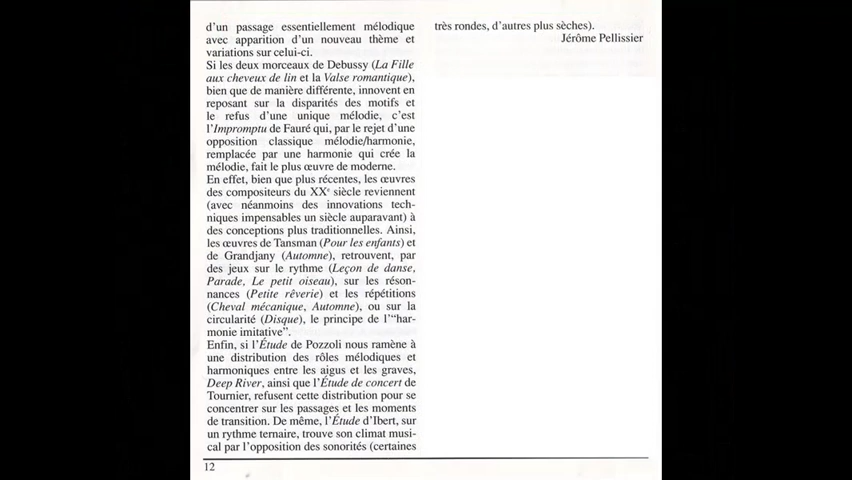 d'un passage essentiellement mélodique
avec apparition d'un nouveau thème et
variations sur celui-ci.
Si les deux morceaux de Debussy (La Fille
aux cheveux de lin et la Valse romantique),
bien que de manière différente, innovent en
reposant sur la disparités des motifs et
le refus d'une unique mélodie, c'est
l'Impromptu de Fauré qui, par le rejet d'une
opposition classique mélodie/harmonie,
remplacée par une harmonie qui crée la
mélodie, fait le plus œuvre de moderne.
En effet, bien que plus récentes, les œuvres
des compositeurs du XXe siècle reviennent
(avec néanmoins des innovations tech-
niques impensables un siècle auparavant) à
des conceptions plus traditionnelles. Ainsi,
les œuvres de Tansman (Pour les enfants) et
de Grandjany (Automne), retrouvent, par
des jeux sur le rythme (Leçon de danse,
Parade, Le petit oiseau), sur les réson-
nances (Petite rêverie) et les répétitions
(Cheval mécanique, Automne), ou sur la
circularité (Disque), le principe de l'"har-
monie imitative".
Enfin, si l'Étude de Pozzoli nous ramène à
une distribution des rôles mélodiques et
harmoniques entre les aigus et les graves,
Deep River, ainsi que l'Étude de concert de
Tournier, refusent cette distribution pour se
concentrer sur les passages et les moments
de transition. De même, l'Étude d'Ibert, sur
un rythme ternaire, trouve son climat musi-
cal par l'opposition des sonorités (certaines
très rondes, d'autres plus sèches).
Jérôme Pellissier
12